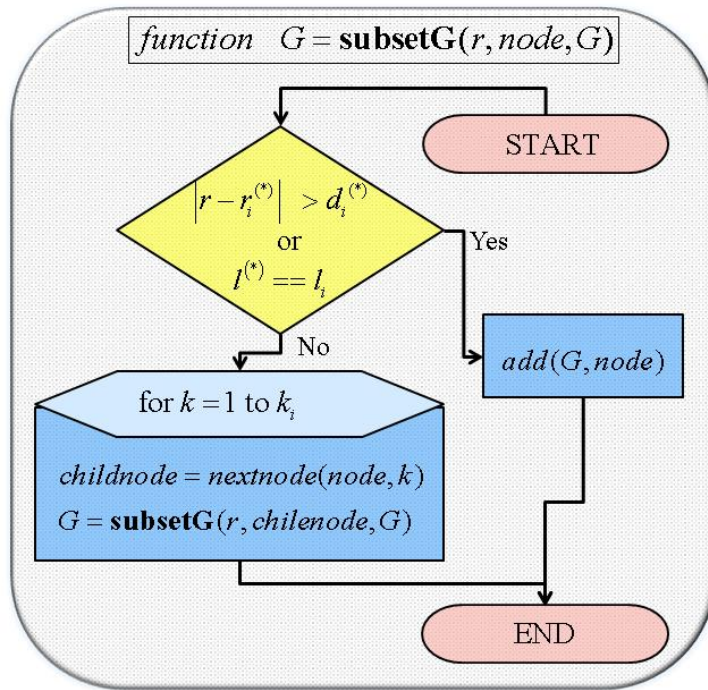 function G = subsetG(r, node, G)
START
|r − r_i^(*)| > d_i^(*)
or
l^(*) == l_i
Yes
No
add(G, node)
for k = 1 to k_i
childnode = nextnode(node, k)
G = subsetG(r, chilenode, G)
END